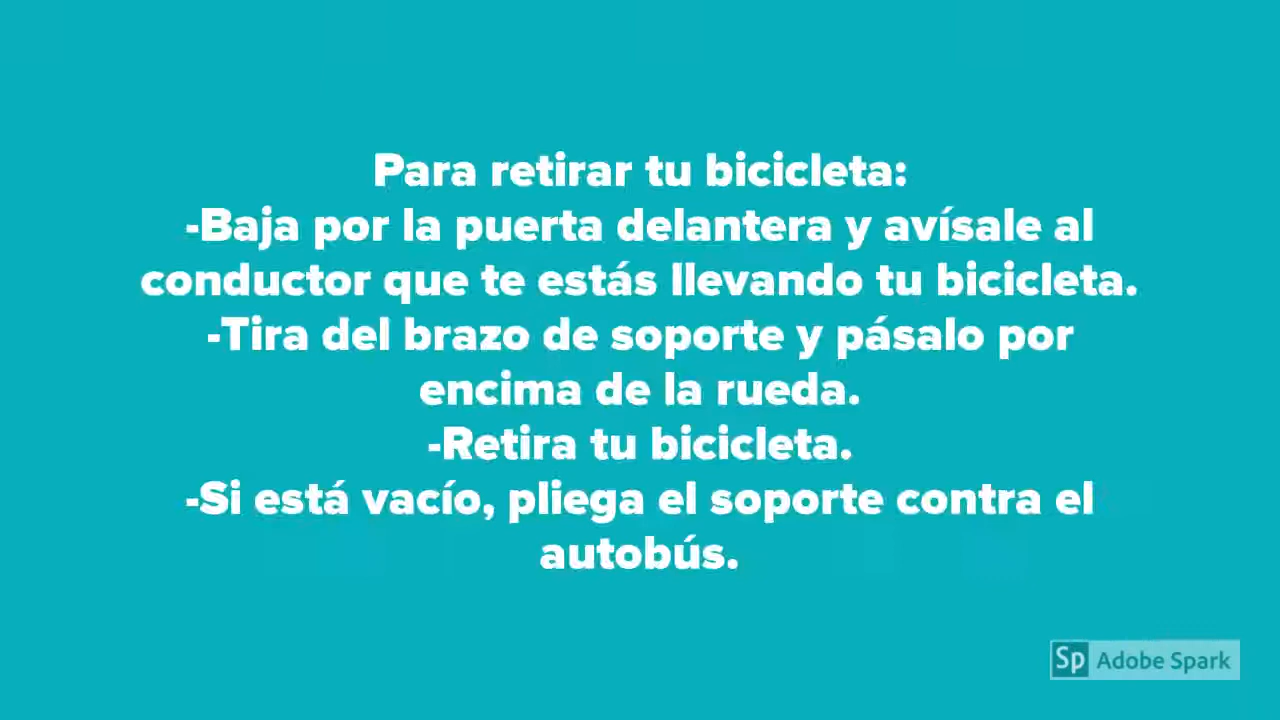 Para retirar tu bicicleta:
-Baja por la puerta delantera y avísale al
conductor que te estás llevando tu bicicleta.
-Tira del brazo de soporte y pásalo por
encima de la rueda.
-Retira tu bicicleta.
-Si está vacío, pliega el soporte contra el
autobús.
Sp Adobe Spark